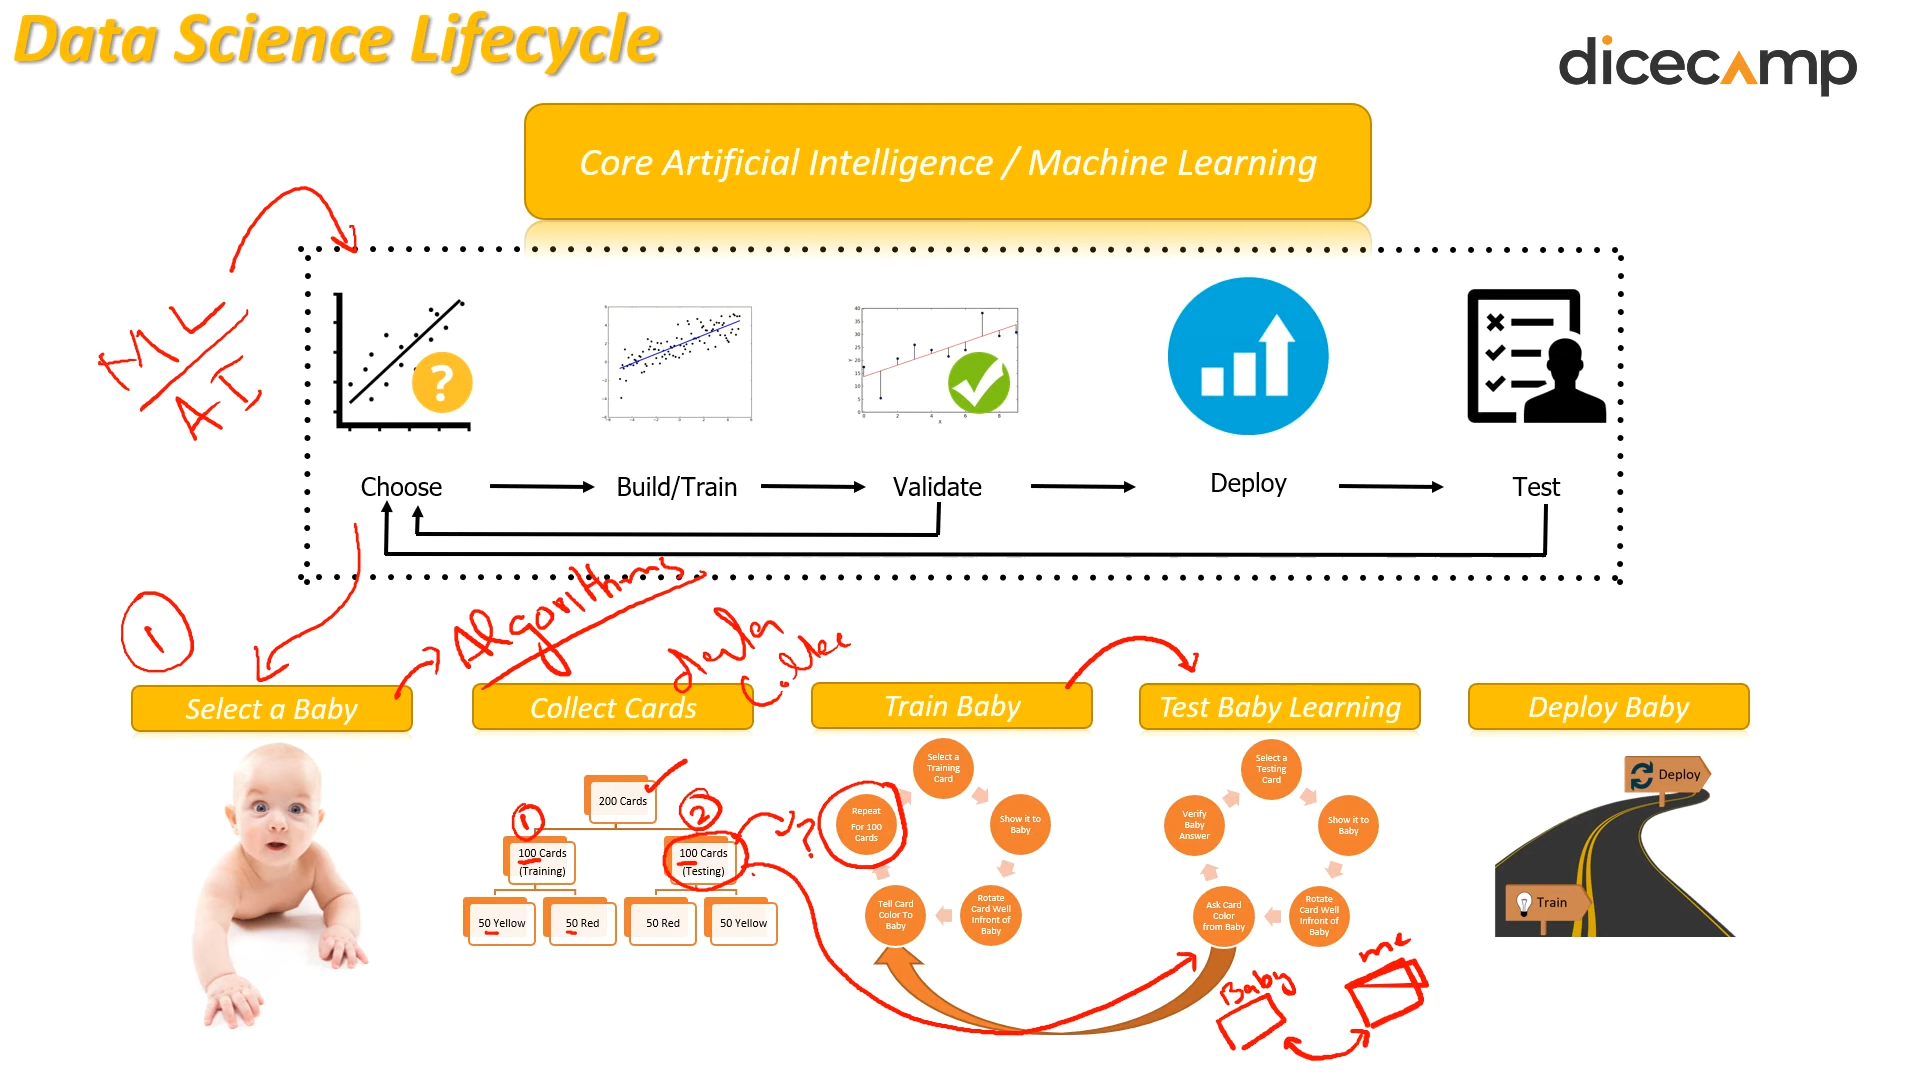 Data Science Lifecycle
dicecamp
Core Artificial Intelligence / Machine Learning
ML
AI
Choose
Build/Train
Validate
Deploy
Test
1
Algorithms
Select a Baby
Collect Cards
Train Baby
Test Baby Learning
Deploy Baby
200 Cards
1
2
100 Cards
(Training)
100 Cards
(Testing)
50 Yellow
50 Red
50 Red
50 Yellow
?
Select a
Training
Card
Show it to
Baby
Rotate
Card Well
Infront of
Baby
Tell Card
Color To
Baby
Repeat
For 100
Cards
Select a
Testing
Card
Show it to
Baby
Rotate
Card Well
Infront of
Baby
Ask Card
Color
from Baby
Verify
Baby
Answer
Baby
me
Deploy
Train